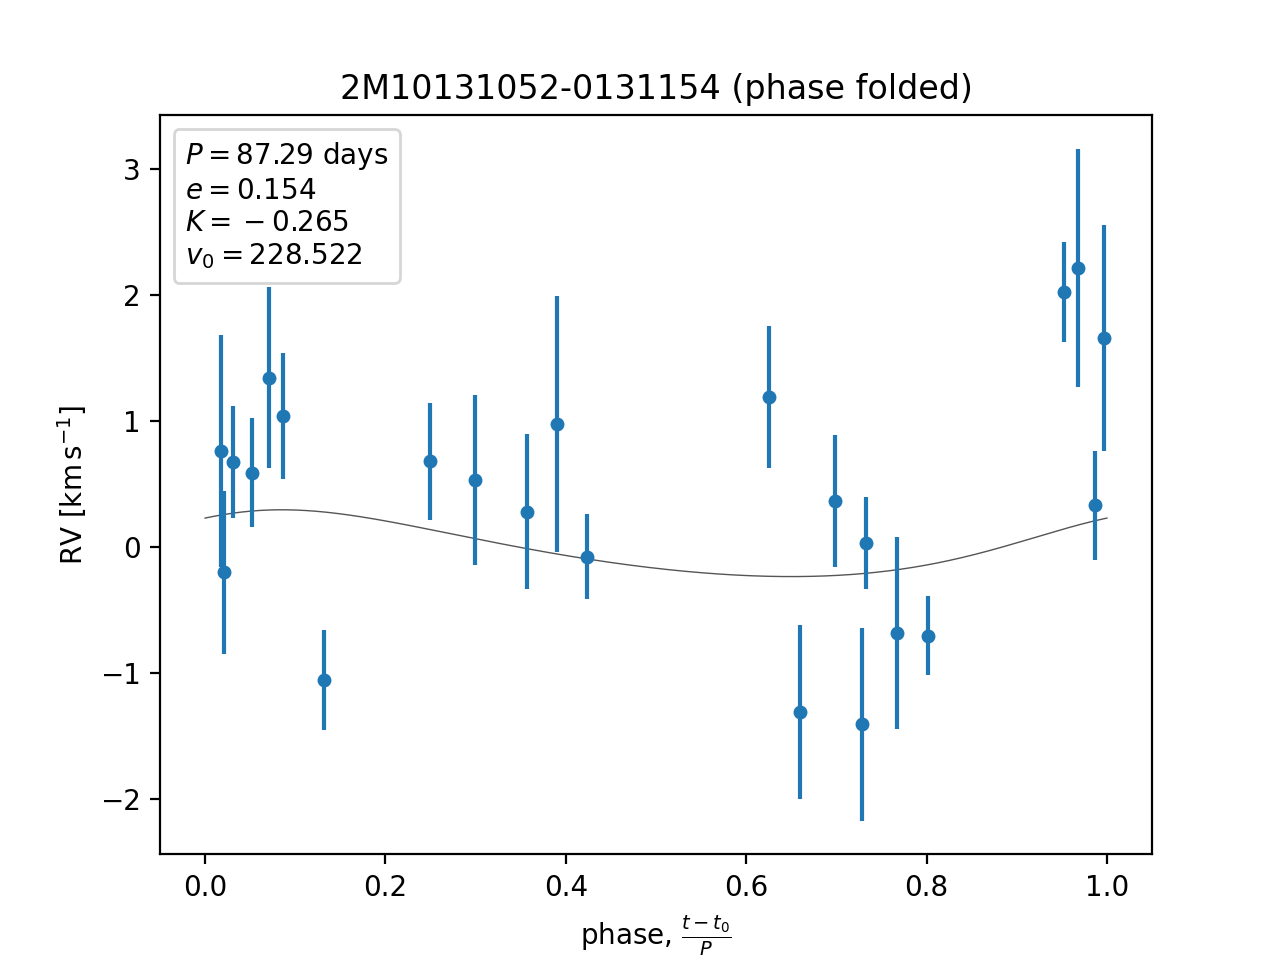 2M10131052-0131154 (phase folded)
P = 87.29 days
e = 0.154
K = −0.265
v₀ = 228.522
3
2
1
0
−1
−2
RV [km s⁻¹]
0.0 0.2 0.4 0.6 0.8 1.0
phase, (t − t₀)/P